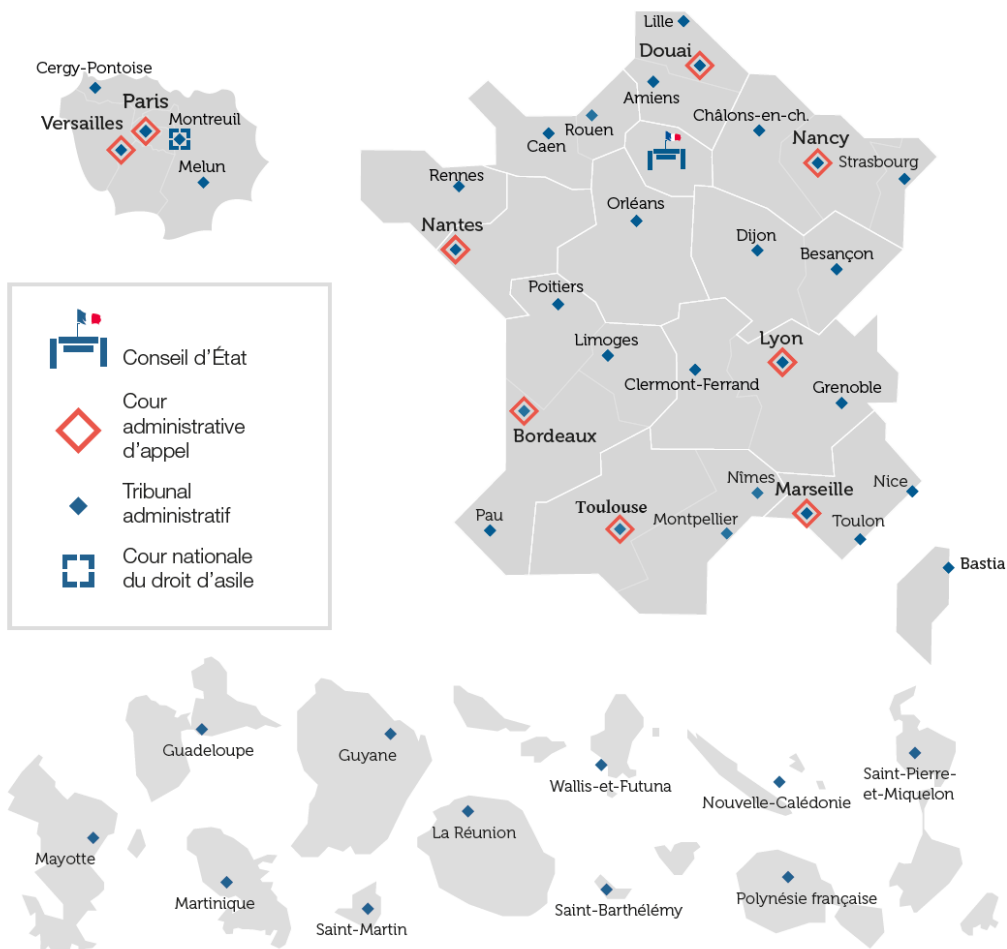 Cergy-Pontoise
Paris
Versailles
Montreuil
Melun
Lille
Douai
Amiens
Rouen
Caen
Châlons-en-ch.
Nancy
Strasbourg
Rennes
Nantes
Orléans
Dijon
Besançon
Poitiers
Limoges
Lyon
Clermont-Ferrand
Grenoble
Bordeaux
Nîmes
Marseille
Nice
Toulouse
Montpellier
Toulon
Pau
Bastia
Conseil d'État
Cour
administrative
d'appel
Tribunal
administratif
Cour nationale
du droit d'asile
Guadeloupe
Guyane
Wallis-et-Futuna
Nouvelle-Calédonie
Saint-Pierre-
et-Miquelon
Mayotte
La Réunion
Martinique
Saint-Martin
Saint-Barthélémy
Polynésie française